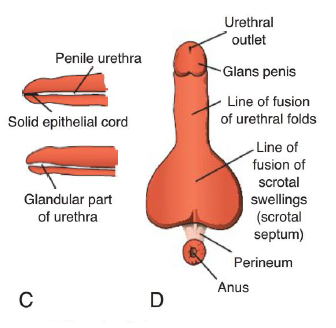 Penile urethra
Solid epithelial cord
Glandular part
of urethra
C
Urethral
outlet
Glans penis
Line of fusion
of urethral folds
Line of
fusion of
scrotal
swellings
(scrotal
septum)
Perineum
Anus
D